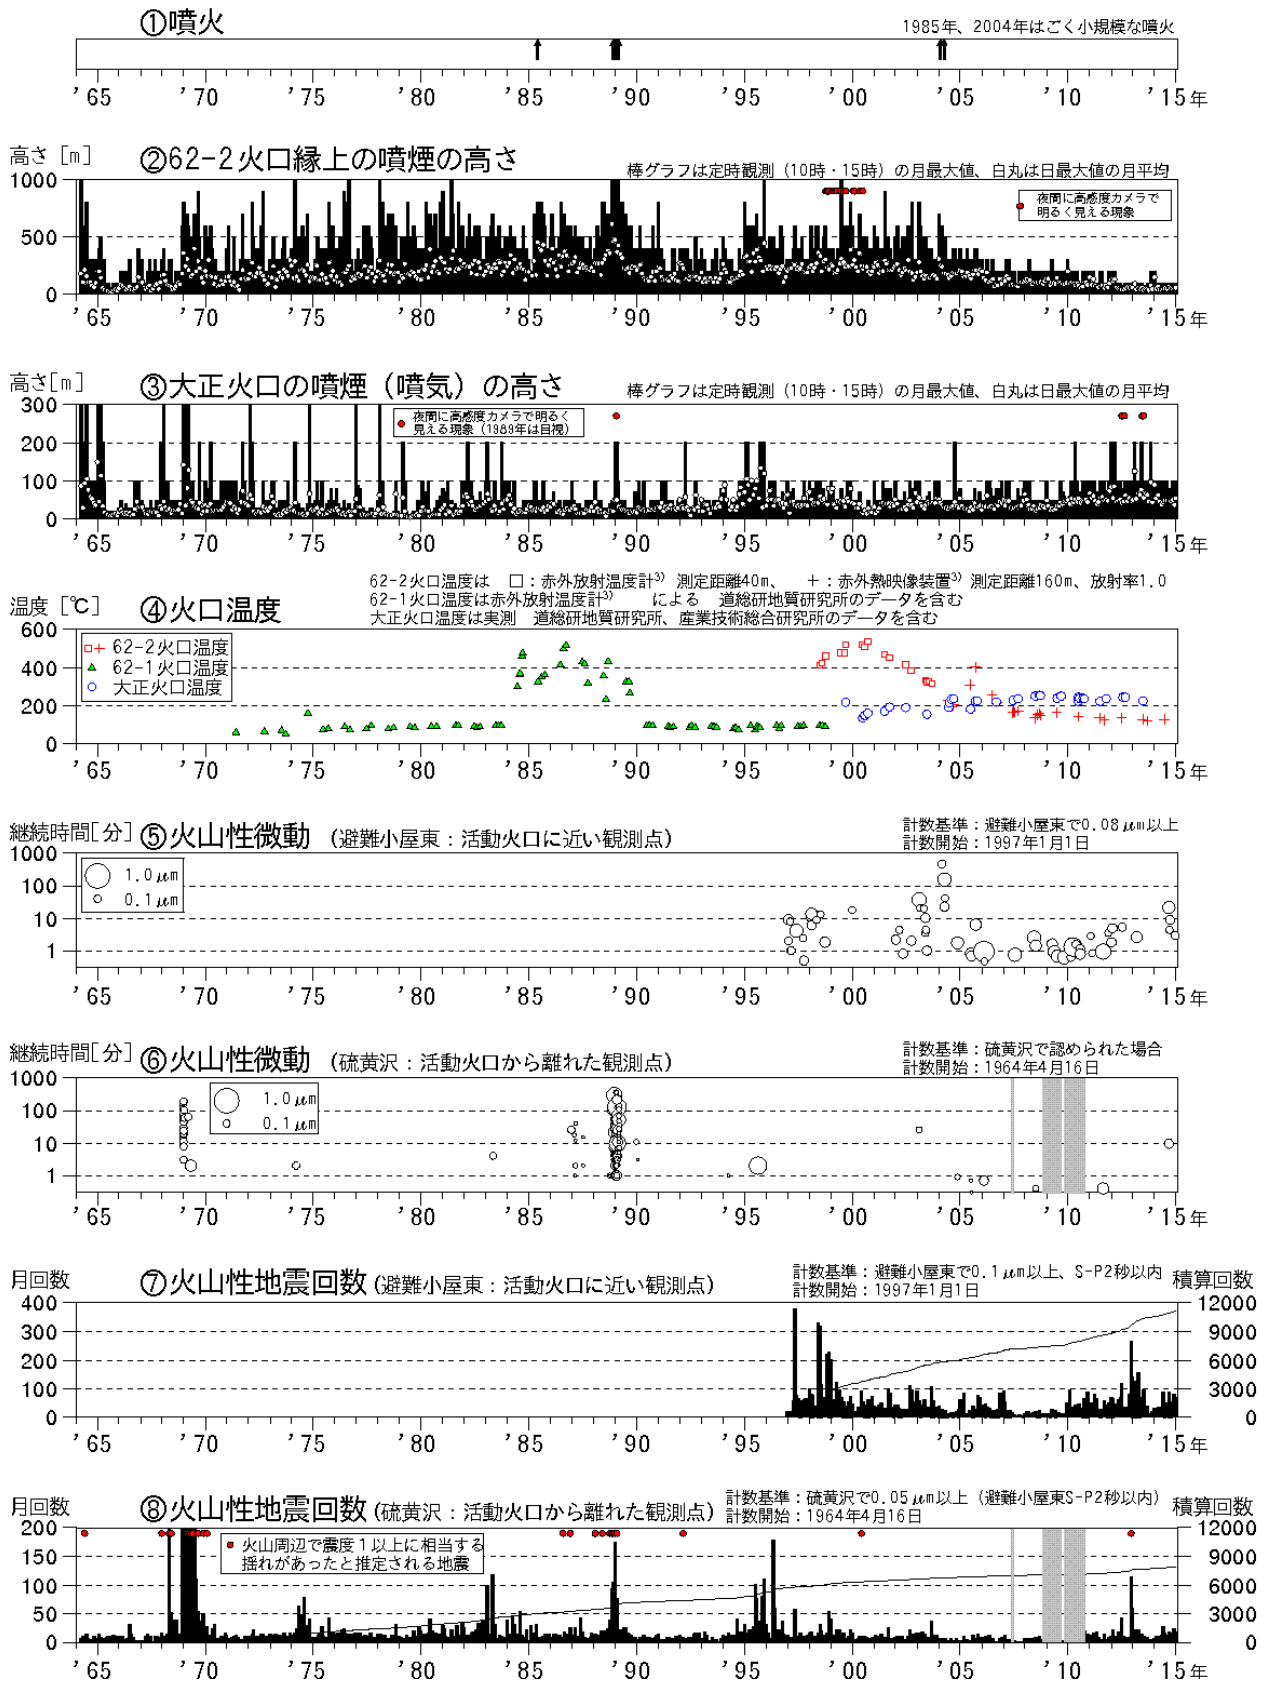 ①噴火
1985年、2004年はごく小規模な噴火
'65 '70 '75 '80 '85 '90 '95 '00 '05 '10 '15年
高さ［m］
②62-2火口縁上の噴煙の高さ
棒グラフは定時観測（10時・15時）の月最大値、白丸は日最大値の月平均
1000
500
0
夜間に高感度カメラで
明るく見える現象
'65 '70 '75 '80 '85 '90 '95 '00 '05 '10 '15年
高さ[m]
③大正火口の噴煙（噴気）の高さ
棒グラフは定時観測（10時・15時）の月最大値、白丸は日最大値の月平均
300
200
100
0
夜間に高感度カメラで明るく
見える現象（1989年は目視）
'65 '70 '75 '80 '85 '90 '95 '00 '05 '10 '15年
62-2火口温度は　□：赤外放射温度計3) 測定距離40m、　＋：赤外熱映像装置3) 測定距離160m、放射率1.0
62-1火口温度は赤外放射温度計3)　による　道総研地質研究所のデータを含む
大正火口温度は実測　道総研地質研究所、産業技術総合研究所のデータを含む
温度［℃］
④火口温度
600
400
200
0
□＋ 62-2火口温度
▲ 62-1火口温度
○ 大正火口温度
'65 '70 '75 '80 '85 '90 '95 '00 '05 '10 '15年
継続時間[分]
⑤火山性微動（避難小屋東：活動火口に近い観測点）
計数基準：避難小屋東で0.08μm以上
計数開始：1997年1月1日
1000
100
10
1
1.0μm
0.1μm
'65 '70 '75 '80 '85 '90 '95 '00 '05 '10 '15年
継続時間[分]
⑥火山性微動（硫黄沢：活動火口から離れた観測点）
計数基準：硫黄沢で認められた場合
計数開始：1964年4月16日
1000
100
10
1
1.0μm
0.1μm
'65 '70 '75 '80 '85 '90 '95 '00 '05 '10 '15年
月回数
⑦火山性地震回数(避難小屋東：活動火口に近い観測点)
計数基準：避難小屋東で0.1μm以上、S-P2秒以内
計数開始：1997年1月1日
積算回数
400 12000
300 9000
200 6000
100 3000
0 0
'65 '70 '75 '80 '85 '90 '95 '00 '05 '10 '15年
月回数
⑧火山性地震回数(硫黄沢：活動火口から離れた観測点)
計数基準：硫黄沢で0.05μm以上（避難小屋東S-P2秒以内）
計数開始：1964年4月16日
積算回数
200 12000
150 9000
100 6000
50 3000
0 0
火山周辺で震度１以上に相当する
揺れがあったと推定される地震
'65 '70 '75 '80 '85 '90 '95 '00 '05 '10 '15年